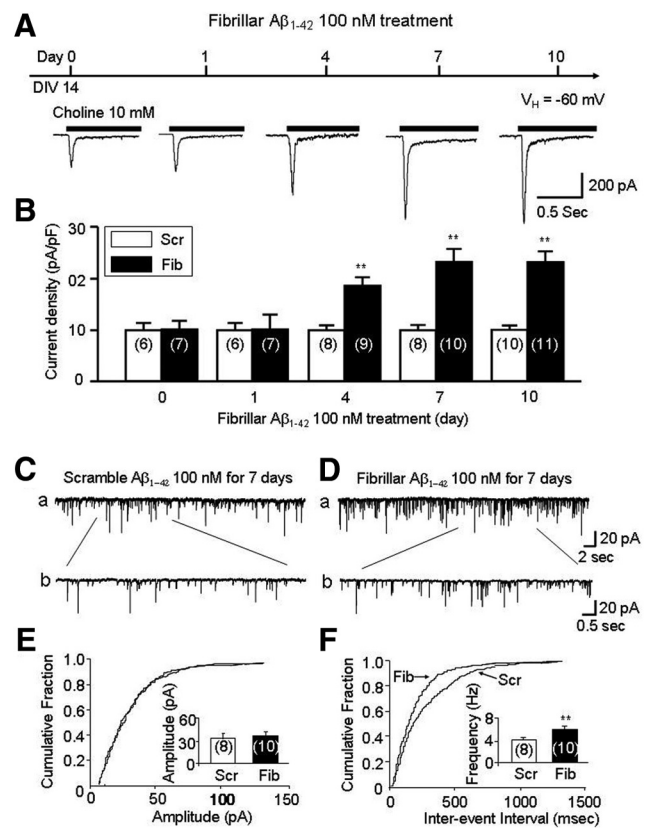 A
Fibrillar Aβ1-42 100 nM treatment
Day 0 1 4 7 10
DIV 14
VH = -60 mV
Choline 10 mM
200 pA
0.5 Sec
B
Current density (pA/pF)
30
02
10
0
Scr
Fib
** ** **
(6) (7) (6) (7) (8) (9) (8) (10) (10) (11)
0 1 4 7 10
Fibrillar Aβ1-42 100 nM treatment (day)
C
Scramble Aβ1-42 100 nM for 7 days
a
b
D
Fibrillar Aβ1-42 100 nM for 7 days
a
20 pA
2 sec
b
20 pA
0.5 sec
E
Cumulative Fraction
1.0
0.8
0.6
0.4
0.2
0
0 50 100 150
Amplitude (pA)
Amplitude (pA)
60
30
0
(8) (10)
Scr Fib
F
Cumulative Fraction
1.0
0.8
0.6
0.4
0.2
0
Fib
Scr
0 500 1000 1500
Inter-event Interval (msec)
Frequency (Hz)
8
4
0
**
(8) (10)
Scr Fib